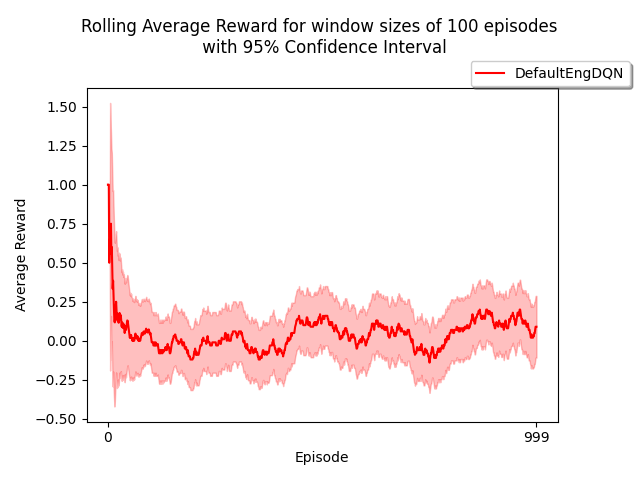 Rolling Average Reward for window sizes of 100 episodes
with 95% Confidence Interval
DefaultEngDQN
1.50
1.25
1.00
0.75
0.50
0.25
0.00
−0.25
−0.50
Average Reward
0
999
Episode